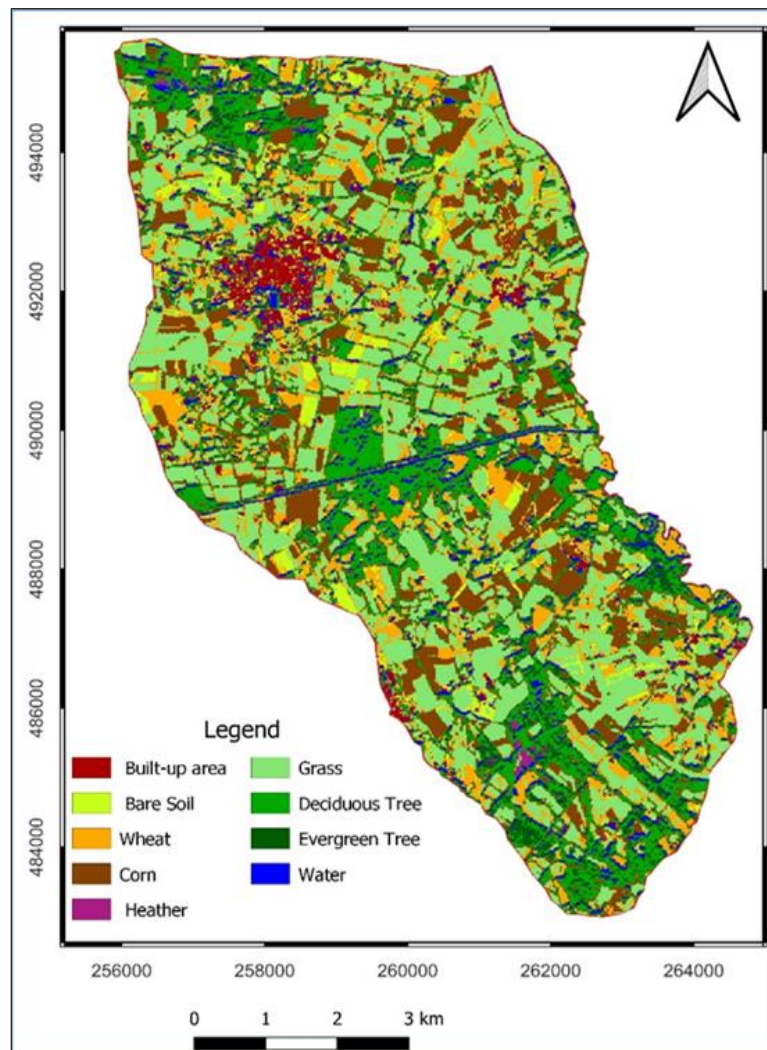 494000
492000
490000
488000
486000
484000
Legend
Built-up area
Grass
Bare Soil
Deciduous Tree
Wheat
Evergreen Tree
Corn
Water
Heather
256000 258000 260000 262000 264000
0 1 2 3 km